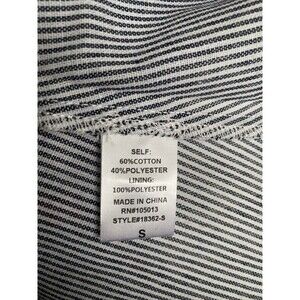 SELF:
60%COTTON
40%POLYESTER
LINING:
100%POLYESTER
MADE IN CHINA
RN#105013
STYLE#18362-S
S